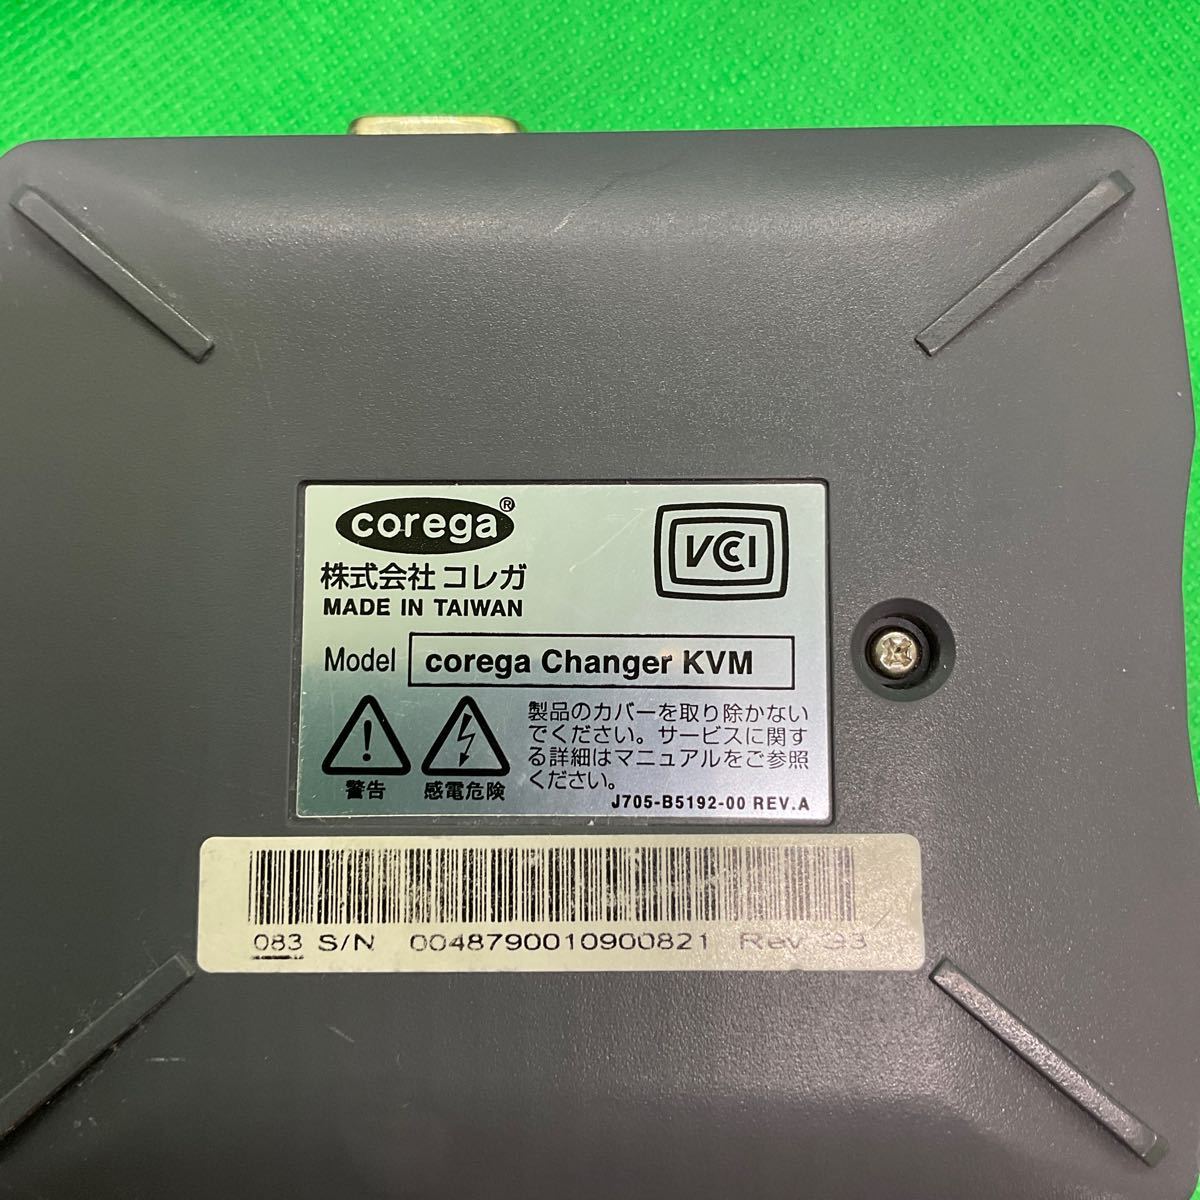 corega®
株式会社 コレガ
MADE IN TAIWAN
VCCI
Model corega Changer KVM
製品のカバーを取り除かない
でください。サービスに関す
る詳細はマニュアルをご参照
ください。
警告 感電危険
J705-B5192-00 REV.A
083 S/N 0048790010900821 Rev